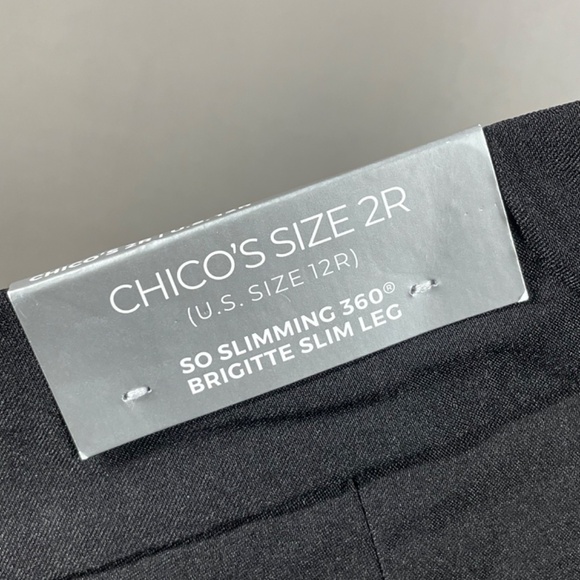 CHICO'S SIZE 2R
(U.S. SIZE 12R)
SO SLIMMING 360®
BRIGITTE SLIM LEG